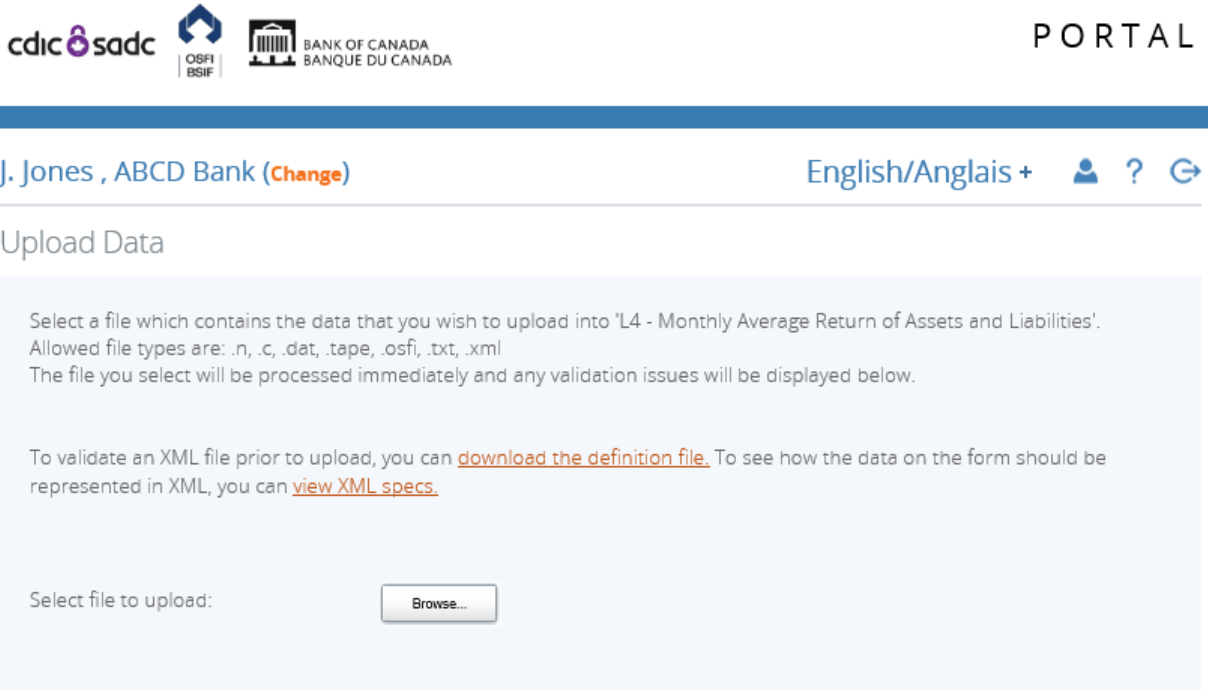 cdic sadc
OSFI
BSIF
BANK OF CANADA
BANQUE DU CANADA
PORTAL
J. Jones , ABCD Bank (Change)
English/Anglais +
?
Upload Data
Select a file which contains the data that you wish to upload into 'L4 - Monthly Average Return of Assets and Liabilities'.
Allowed file types are: .n, .c, .dat, .tape, .osfi, .txt, .xml
The file you select will be processed immediately and any validation issues will be displayed below.
To validate an XML file prior to upload, you can download the definition file. To see how the data on the form should be
represented in XML, you can view XML specs.
Select file to upload:
Browse...